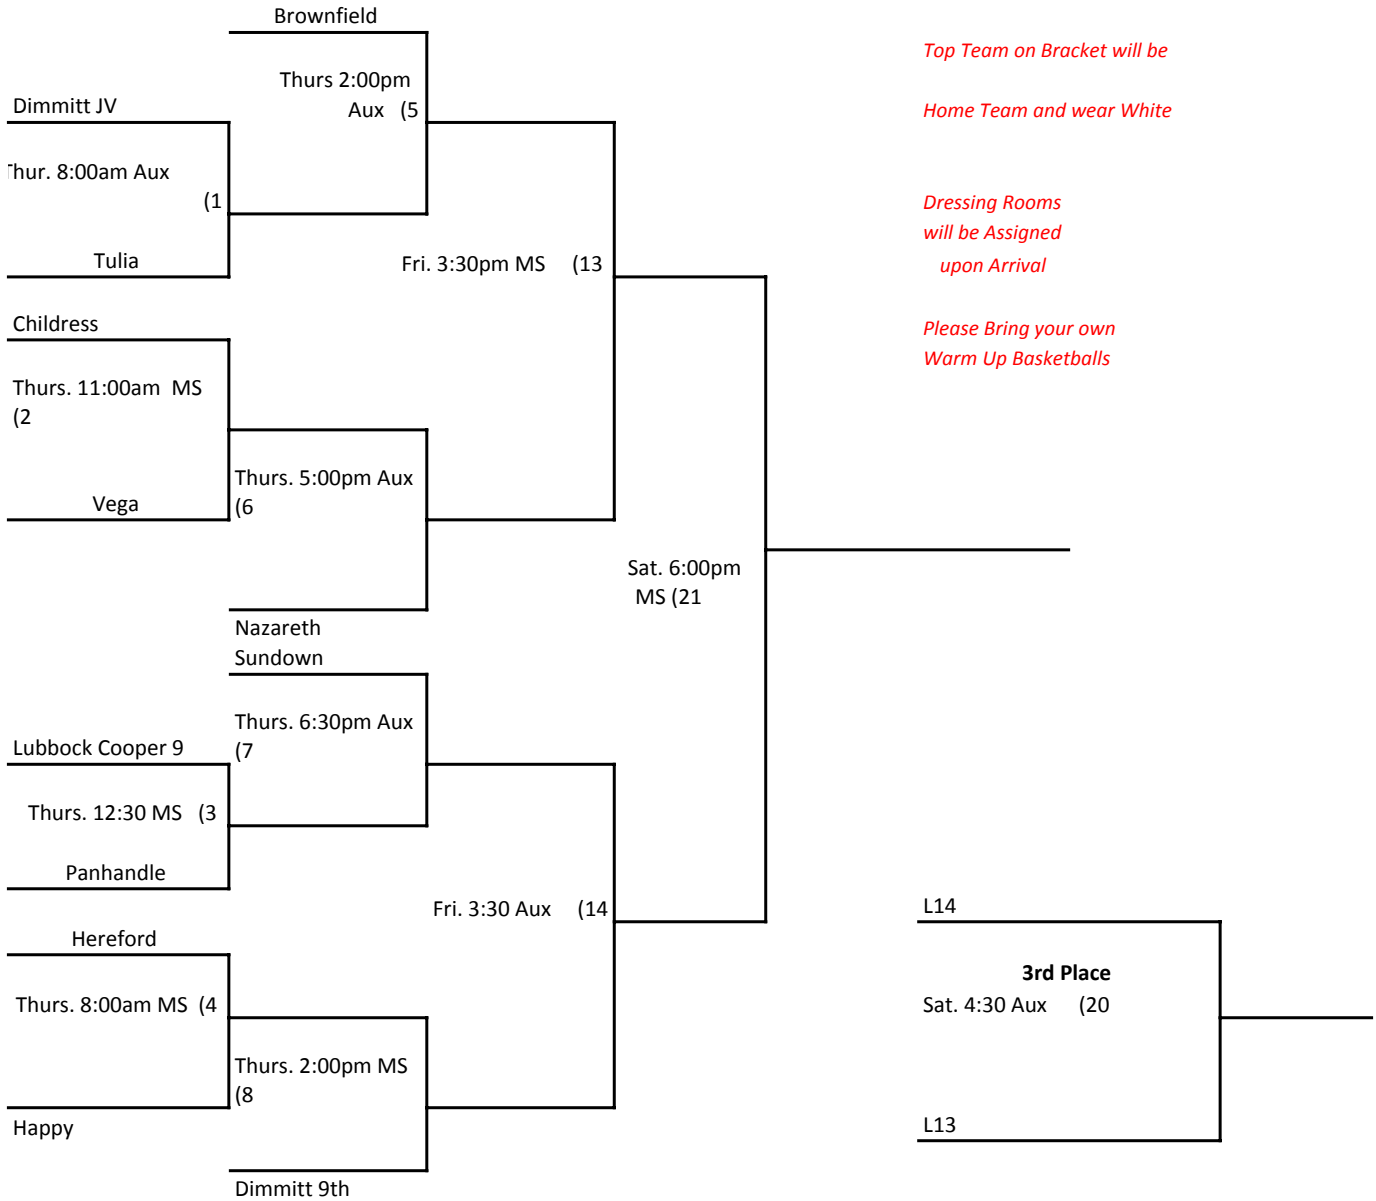 Brownfield
Top Team on Bracket will be
Thurs 2:00pm
Dimmitt JV
Aux (5
Home Team and wear White
Thur. 8:00am Aux
(1
Dressing Rooms
will be Assigned
Tulia
Fri. 3:30pm MS (13
upon Arrival
Childress
Please Bring your own
Warm Up Basketballs
Thurs. 11:00am MS
(2
Thurs. 5:00pm Aux
Vega
(6
Sat. 6:00pm
MS (21
Nazareth
Sundown
Thurs. 6:30pm Aux
Lubbock Cooper 9
(7
Thurs. 12:30 MS (3
Panhandle
Fri. 3:30 Aux (14
L14
Hereford
3rd Place
Thurs. 8:00am MS (4
Sat. 4:30 Aux (20
Thurs. 2:00pm MS
(8
Happy
L13
Dimmitt 9th